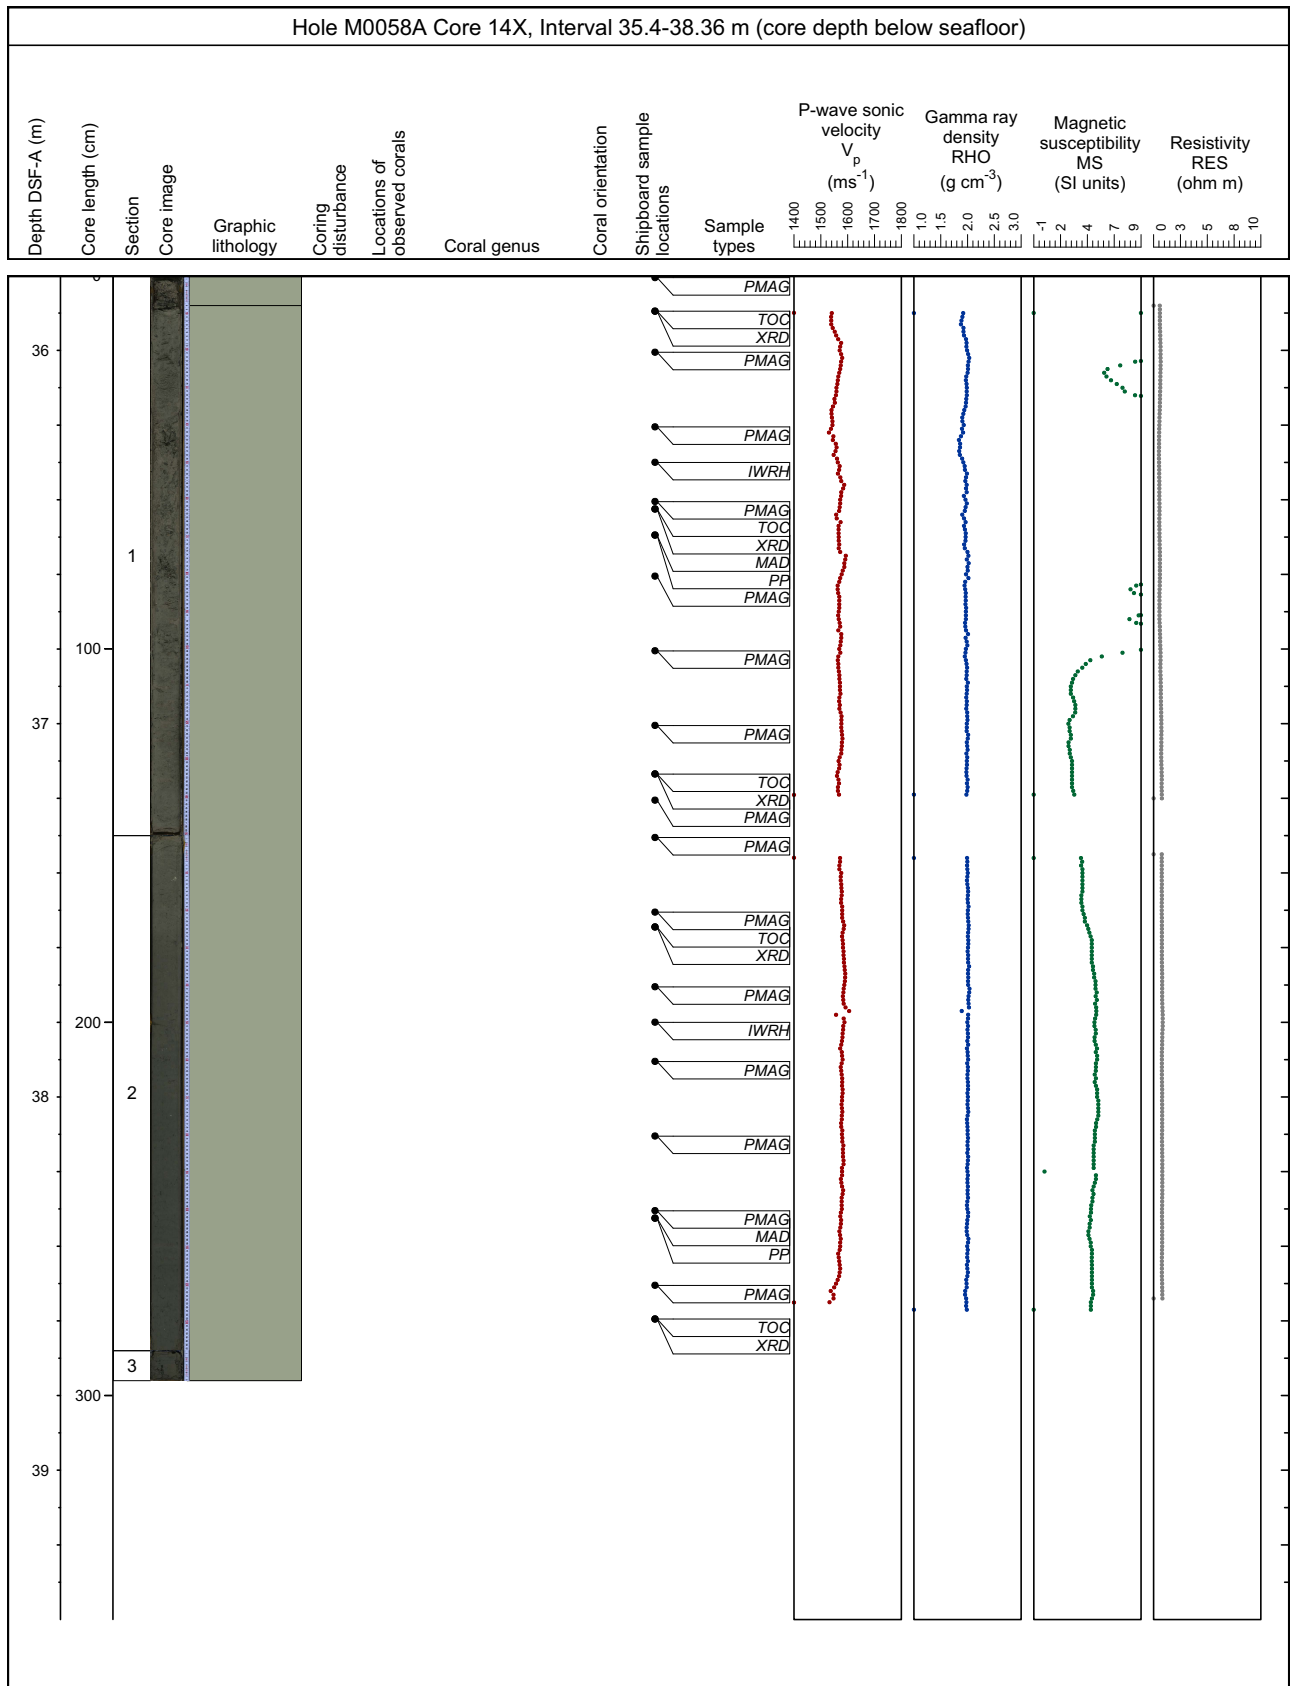 Hole M0058A Core 14X, Interval 35.4-38.36 m (core depth below seafloor)
Depth DSF-A (m)
Core length (cm)
Section
Core image
Graphic
lithology
Coring
disturbance
Locations of
observed corals
Coral genus
Coral orientation
Shipboard sample
locations
Sample
types
P-wave sonic
velocity
Vp
(ms-1)
1400
1500
1600
1700
1800
Gamma ray
density
RHO
(g cm-3)
1.0
1.5
2.0
2.5
3.0
Magnetic
susceptibility
MS
(SI units)
-1
2
4
7
9
Resistivity
RES
(ohm m)
0
3
5
8
10
0
PMAG
TOC
XRD
36
PMAG
PMAG
IWRH
PMAG
TOC
XRD
1
MAD
PP
PMAG
100
PMAG
37
PMAG
TOC
XRD
PMAG
PMAG
PMAG
TOC
XRD
PMAG
200
IWRH
PMAG
38
2
PMAG
PMAG
MAD
PP
PMAG
TOC
XRD
3
300
39